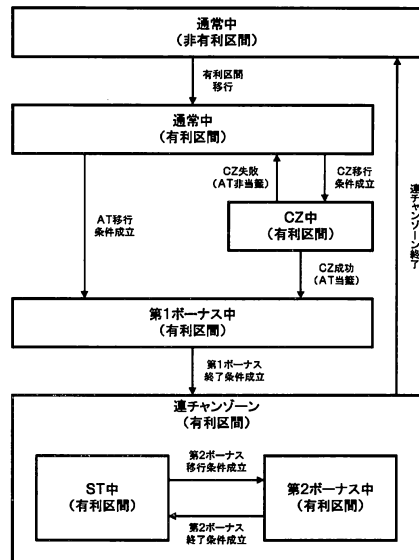 通常中
(非有利区間)
有利区間
移行
通常中
(有利区間)
CZ失敗
(AT非当籤)
CZ移行
条件成立
AT移行
条件成立
CZ中
(有利区間)
CZ成功
(AT当籤)
連チャンゾーン終了
第1ボーナス中
(有利区間)
第1ボーナス
終了条件成立
連チャンゾーン
(有利区間)
第2ボーナス
移行条件成立
ST中
(有利区間)
第2ボーナス中
(有利区間)
第2ボーナス
終了条件成立